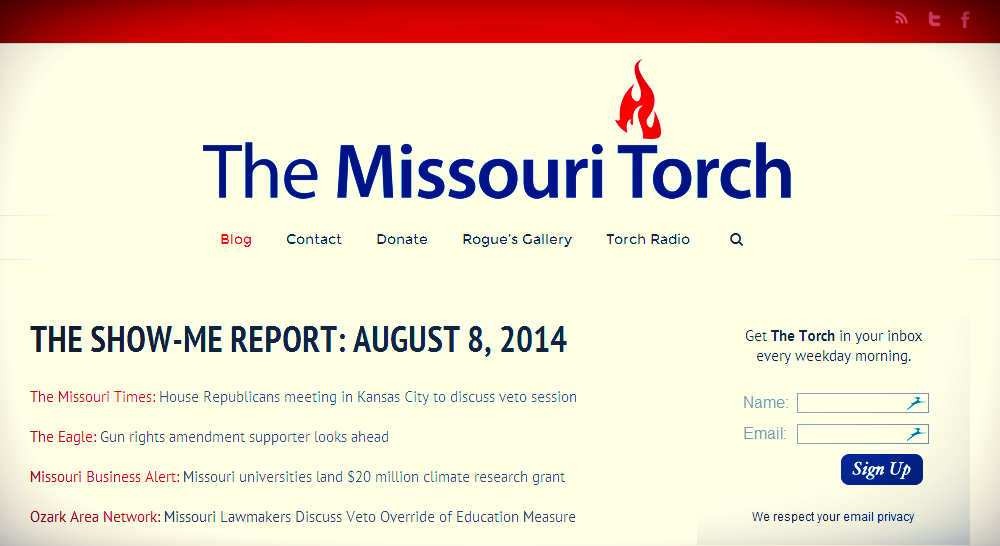 The Missouri Torch
Blog Contact Donate Rogue's Gallery Torch Radio
THE SHOW-ME REPORT: AUGUST 8, 2014
The Missouri Times: House Republicans meeting in Kansas City to discuss veto session
The Eagle: Gun rights amendment supporter looks ahead
Missouri Business Alert: Missouri universities land $20 million climate research grant
Ozark Area Network: Missouri Lawmakers Discuss Veto Override of Education Measure
Get The Torch in your inbox
every weekday morning.
Name:
Email:
Sign Up
We respect your email privacy